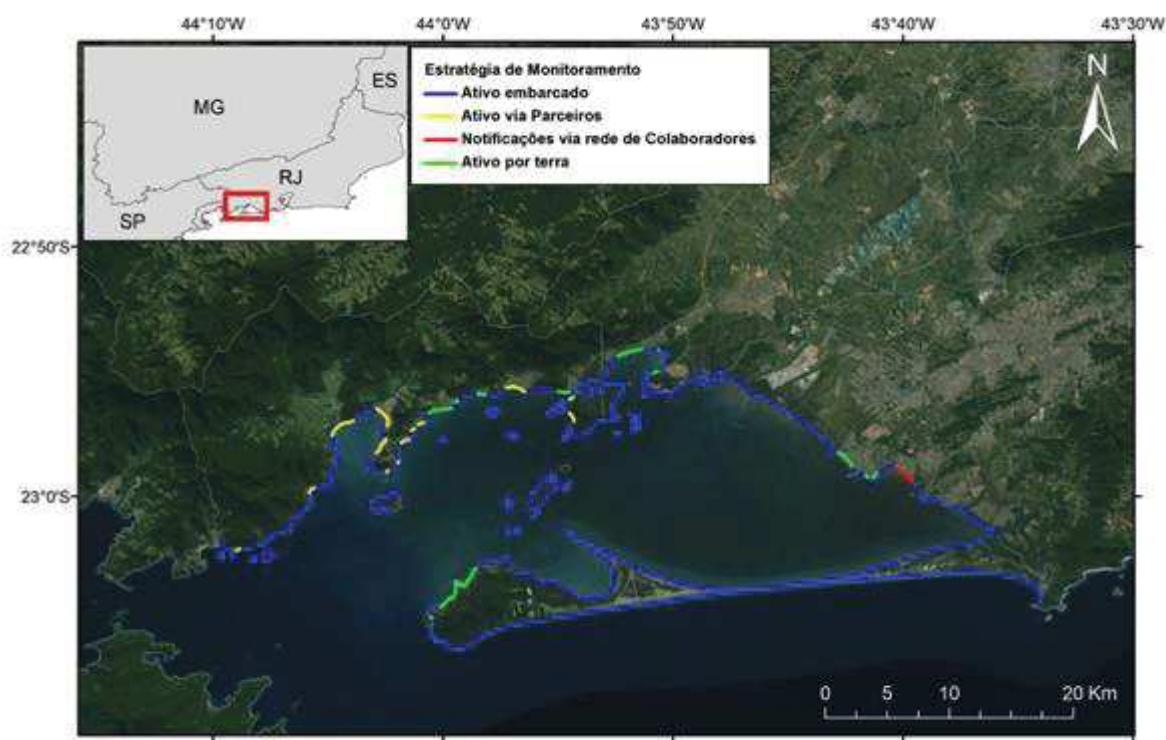 44°10'W 44°0'W 43°50'W 43°40'W 43°30'W
MG
ES
RJ
SP
Estratégia de Monitoramento
Ativo embarcado
Ativo via Parceiros
Notificações via rede de Colaboradores
Ativo por terra
N
22°50'S
23°0'S
0 5 10 20 Km